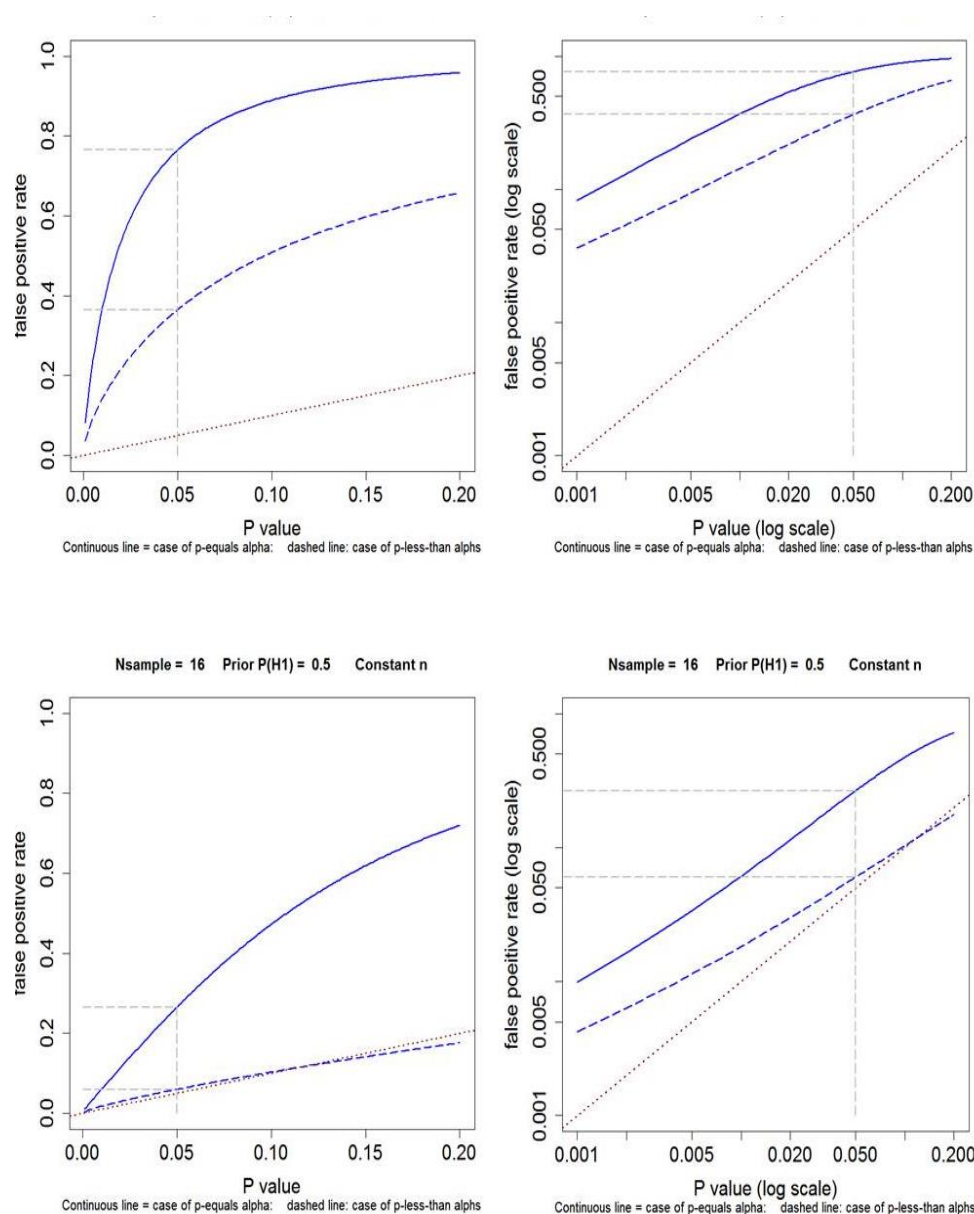 1.0
0.8
0.6
0.4
0.2
0.0
false positive rate
0.00 0.05 0.10 0.15 0.20
P value
Continuous line = case of p-equals alpha: dashed line: case of p-less-than alphs
0.500
0.050
0.005
0.001
false poeitive rate (log scale)
0.001 0.005 0.020 0.050 0.200
P value (log scale)
Continuous line = case of p-equals alpha: dashed line: case of p-less-than alphs
Nsample = 16 Prior P(H1) = 0.5 Constant n
1.0
0.8
0.6
0.4
0.2
0.0
false positive rate
0.00 0.05 0.10 0.15 0.20
P value
Continuous line = case of p-equals alpha: dashed line: case of p-less-than alphs
Nsample = 16 Prior P(H1) = 0.5 Constant n
0.500
0.050
0.005
0.001
false poeitive rate (log scale)
0.001 0.005 0.020 0.050 0.200
P value (log scale)
Continuous line = case of p-equals alpha: dashed line: case of p-less-than alphs